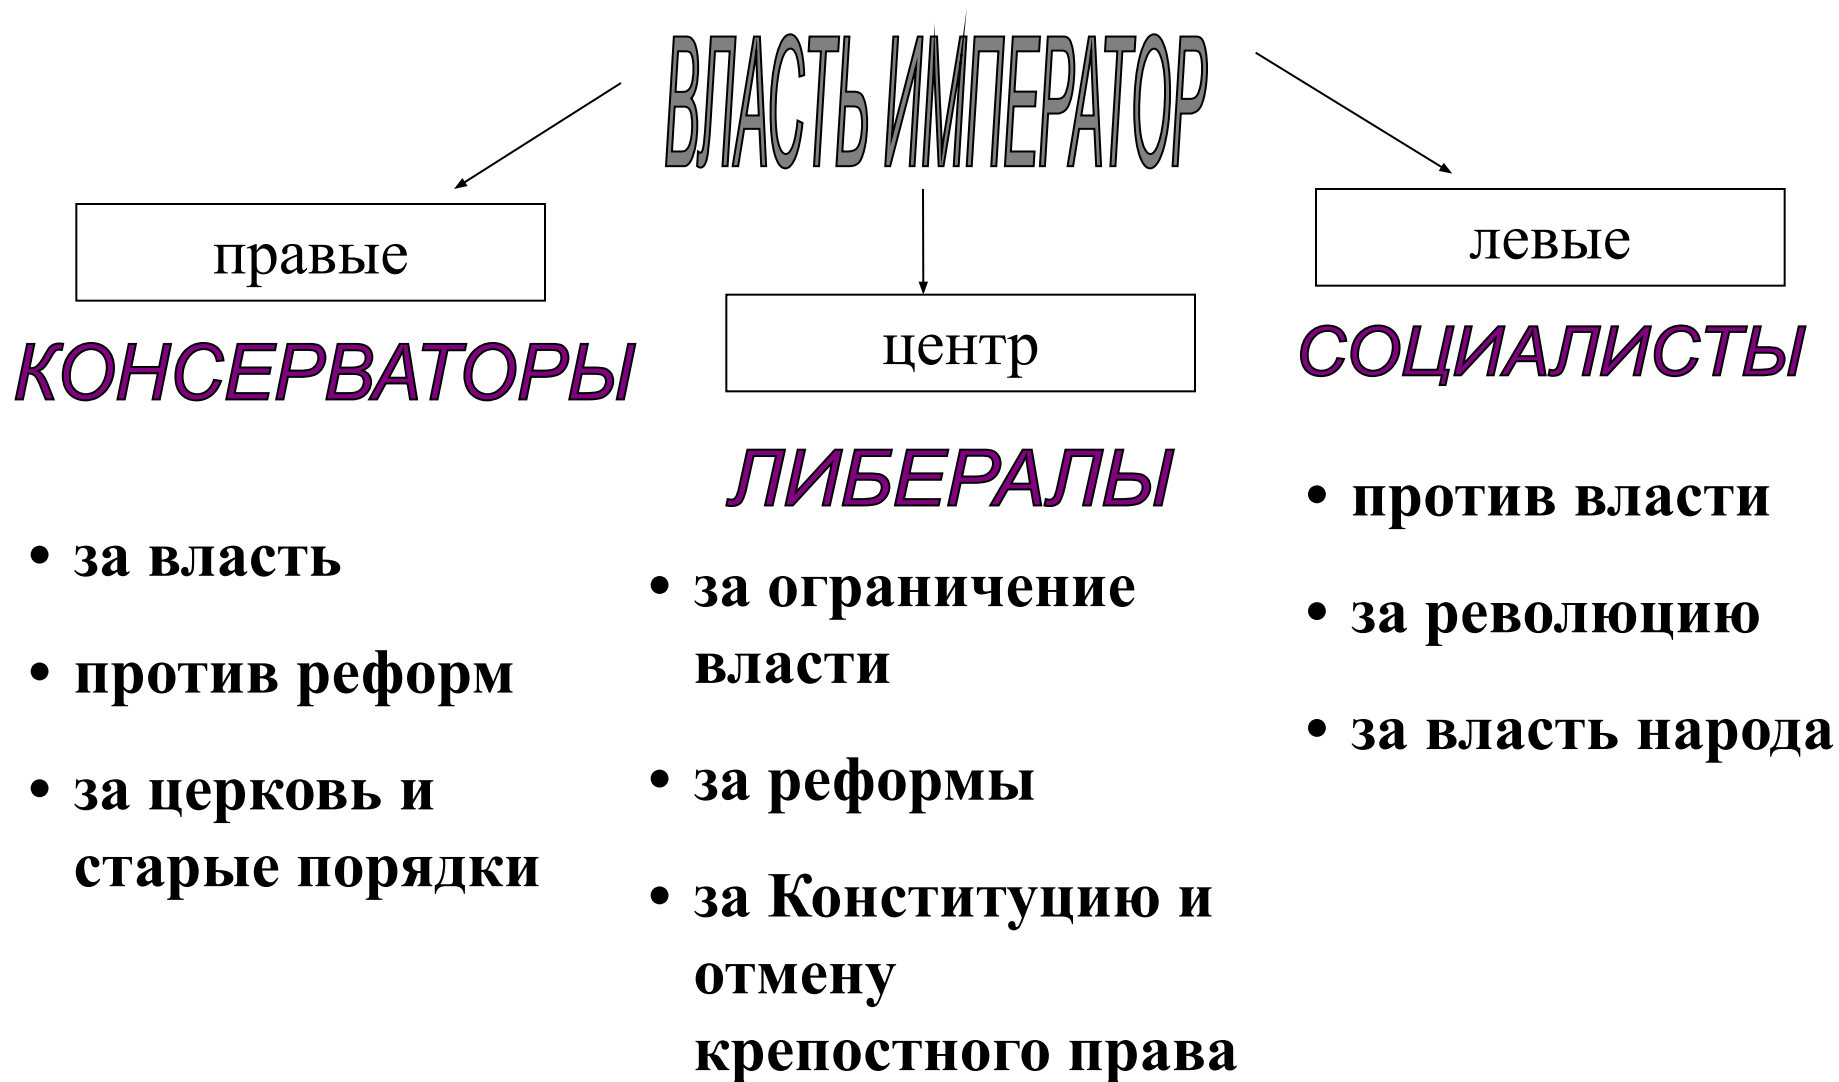 ВЛАСТЬ ИМПЕРАТОР
правые
КОНСЕРВАТОРЫ
• за власть
• против реформ
• за церковь и
старые порядки
центр
ЛИБЕРАЛЫ
• за ограничение
власти
• за реформы
• за Конституцию и
отмену
крепостного права
левые
СОЦИАЛИСТЫ
• против власти
• за революцию
• за власть народа